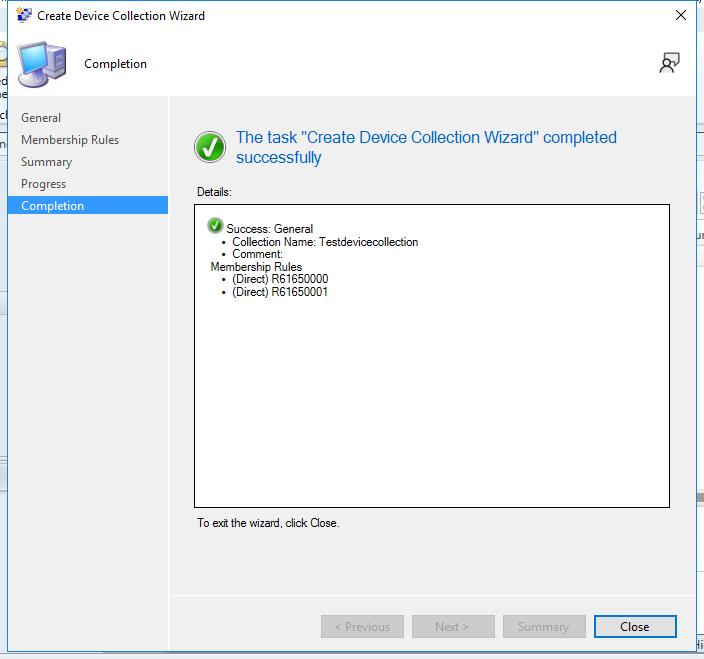 Create Device Collection Wizard
Completion
General
Membership Rules
Summary
Progress
Completion
The task "Create Device Collection Wizard" completed
successfully
Details:
Success: General
• Collection Name: Testdevicecollection
• Comment:
Membership Rules
• (Direct) R61650000
• (Direct) R61650001
To exit the wizard, click Close.
< Previous
Next >
Summary
Close